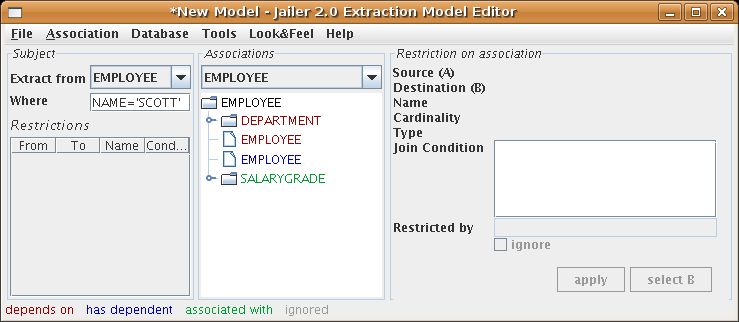 *New Model - Jailer 2.0 Extraction Model Editor
File Association Database Tools Look&Feel Help
Subject
Extract from EMPLOYEE
Where NAME='SCOTT'
Restrictions
From To Name Cond...
Associations
EMPLOYEE
EMPLOYEE
DEPARTMENT
EMPLOYEE
EMPLOYEE
SALARYGRADE
Restriction on association
Source (A)
Destination (B)
Name
Cardinality
Type
Join Condition
Restricted by
ignore
apply select B
depends on has dependent associated with ignored